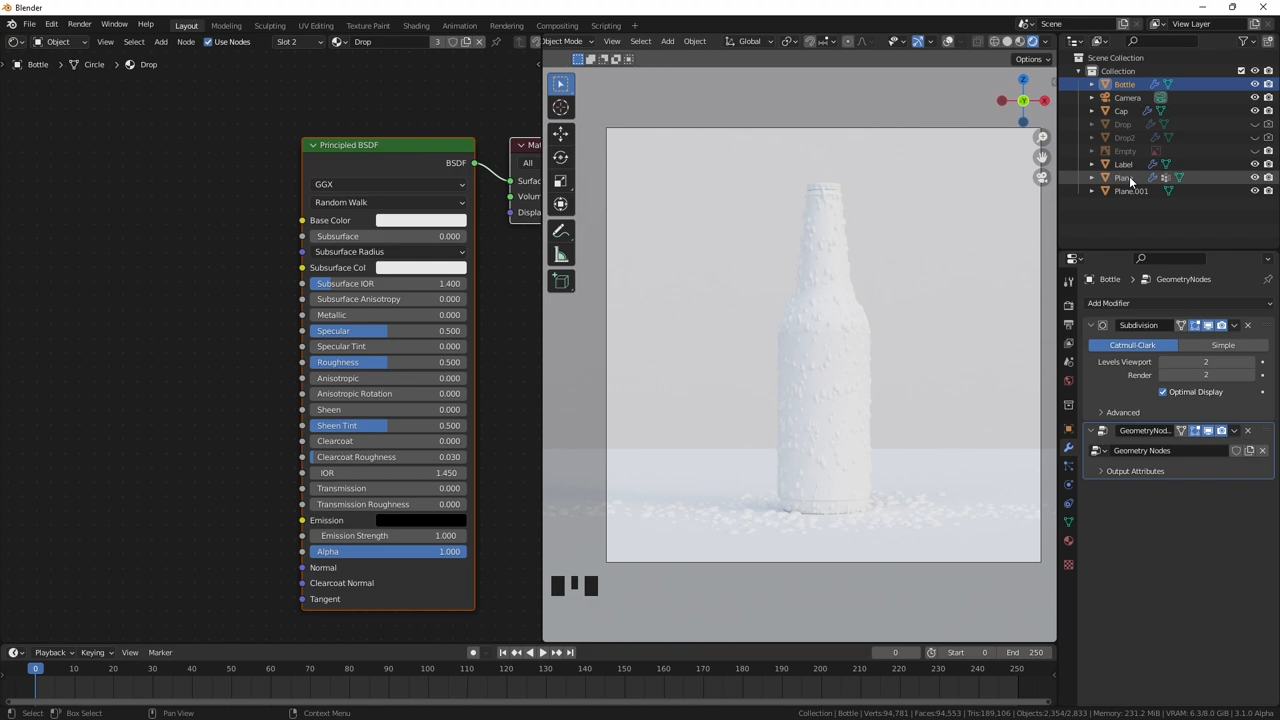 Blender
File Edit Render Window Help Layout Modeling Sculpting UV Editing Texture Paint Shading Animation Rendering Compositing Scripting + Scene View Layer
Object View Select Add Node Use Nodes Slot 2 Drop 3 Object Mode View Select Add Object Global
Options
Bottle > Circle > Drop
Scene Collection
Collection
Bottle
Camera
Cap
Drop
Drop2
Empty
Label
Plan
Plane.001
Z
X
Y
Principled BSDF
BSDF
GGX
Random Walk
Base Color
Subsurface 0.000
Subsurface Radius
Subsurface Col
Subsurface IOR 1.400
Subsurface Anisotropy 0.000
Metallic 0.000
Specular 0.500
Specular Tint 0.000
Roughness 0.500
Anisotropic 0.000
Anisotropic Rotation 0.000
Sheen 0.000
Sheen Tint 0.500
Clearcoat 0.000
Clearcoat Roughness 0.030
IOR 1.450
Transmission 0.000
Transmission Roughness 0.000
Emission
Emission Strength 1.000
Alpha 1.000
Normal
Clearcoat Normal
Tangent
Mat
All
Surfac
Volum
Displa
Bottle > GeometryNodes
Add Modifier
Subdivision
Catmull-Clark Simple
Levels Viewport 2
Render 2
Optimal Display
Advanced
GeometryNod..
Geometry Nodes
Output Attributes
Playback Keying View Marker 0 Start 0 End 250
0 10 20 30 40 50 60 70 80 90 100 110 120 130 140 150 160 170 180 190 200 210 220 230 240 250
Select Box Select Pan View Context Menu Collection | Bottle | Verts:94,781 | Faces:94,553 | Tris:189,106 | Objects:2,354/2,833 | Memory: 231.2 MiB | VRAM: 6.3/8.0 GiB | 3.1.0 Alpha